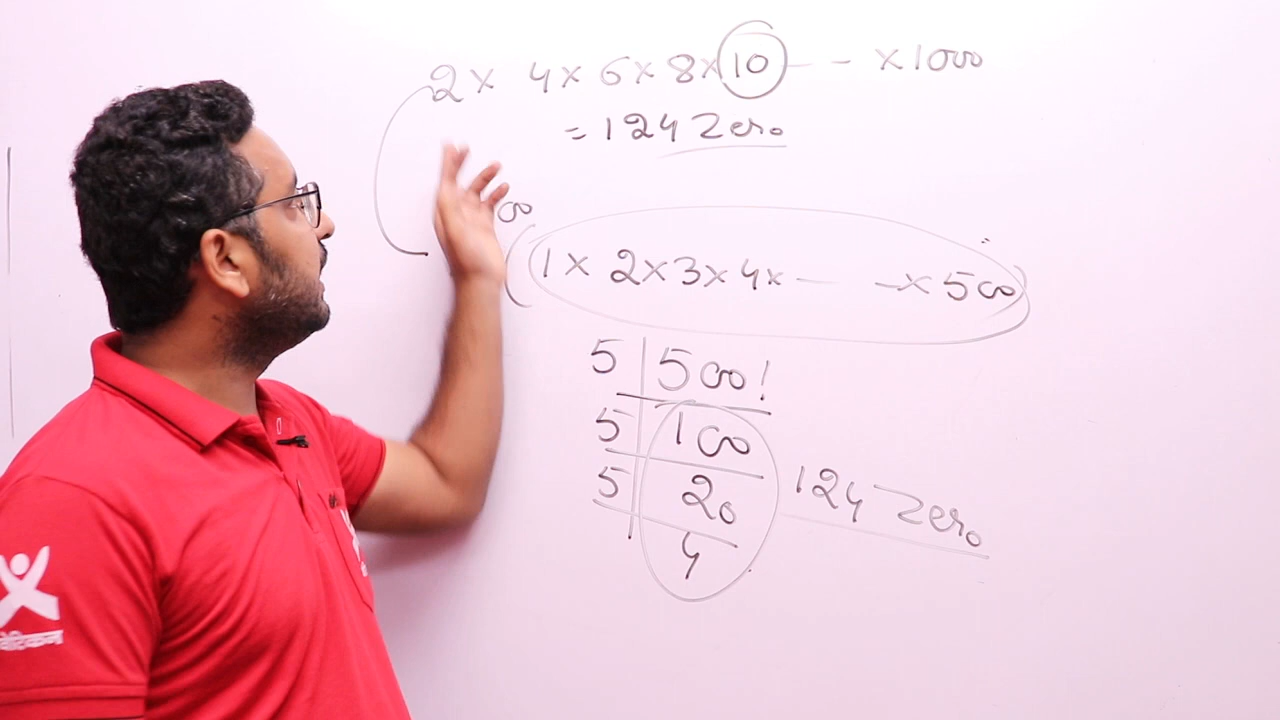 2 × 4 × 6 × 8 × 10 - - × 1000
= 124 Zero
(1 × 2 × 3 × 4 × - - × 500)
5 | 500!
5 | 100
5 | 20
4
124 Zero